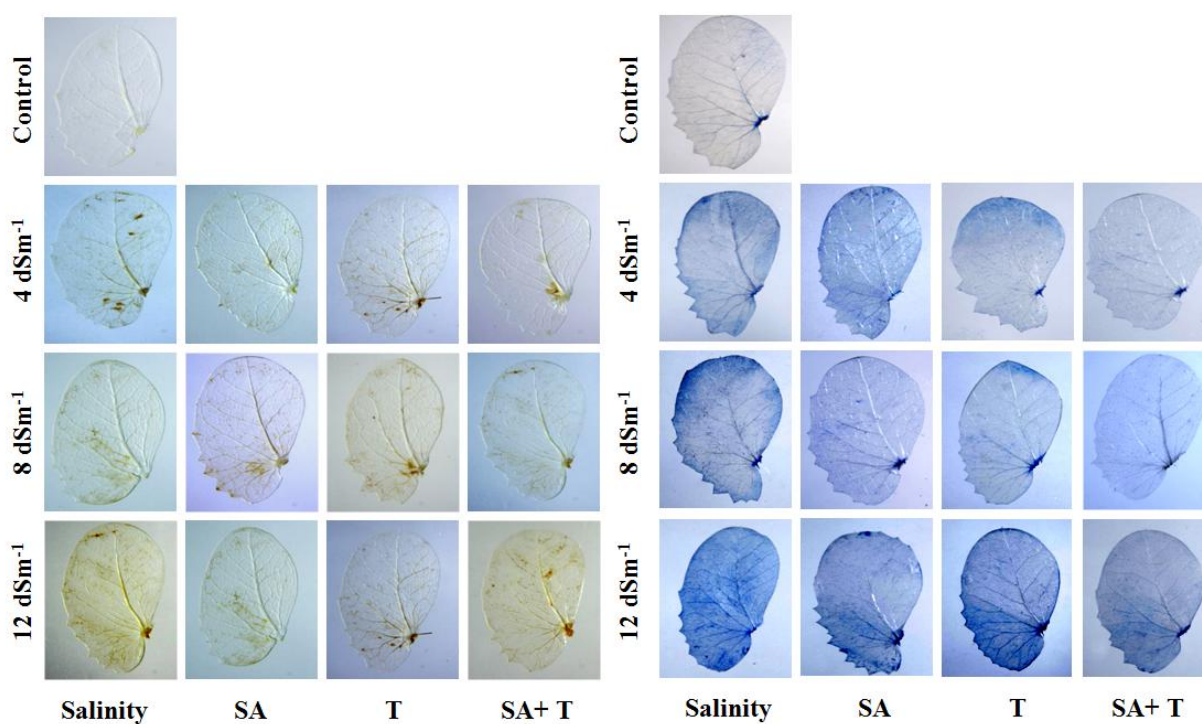 Control
Control
4 dSm-1
4 dSm-1
8 dSm-1
8 dSm-1
12 dSm-1
12 dSm-1
Salinity SA T SA+ T
Salinity SA T SA+ T